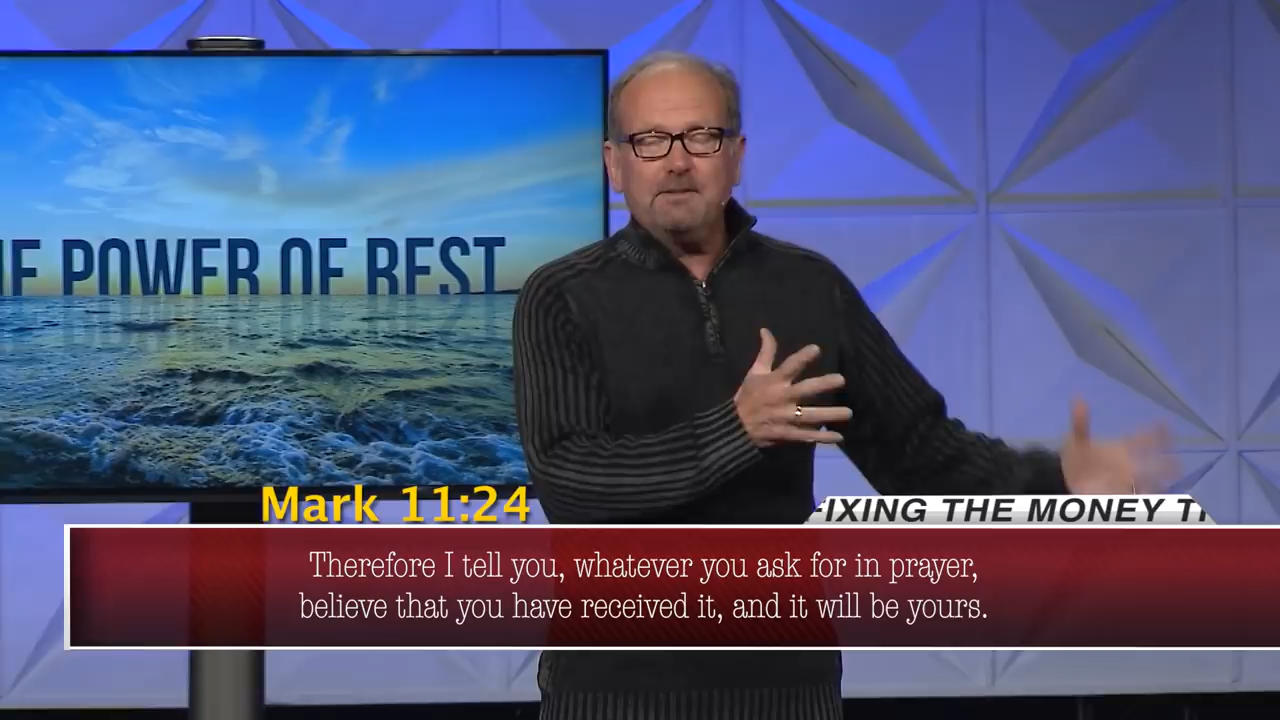 POWER OF REST
Mark 11:24
FIXING THE MONEY
Therefore I tell you, whatever you ask for in prayer,
believe that you have received it, and it will be yours.